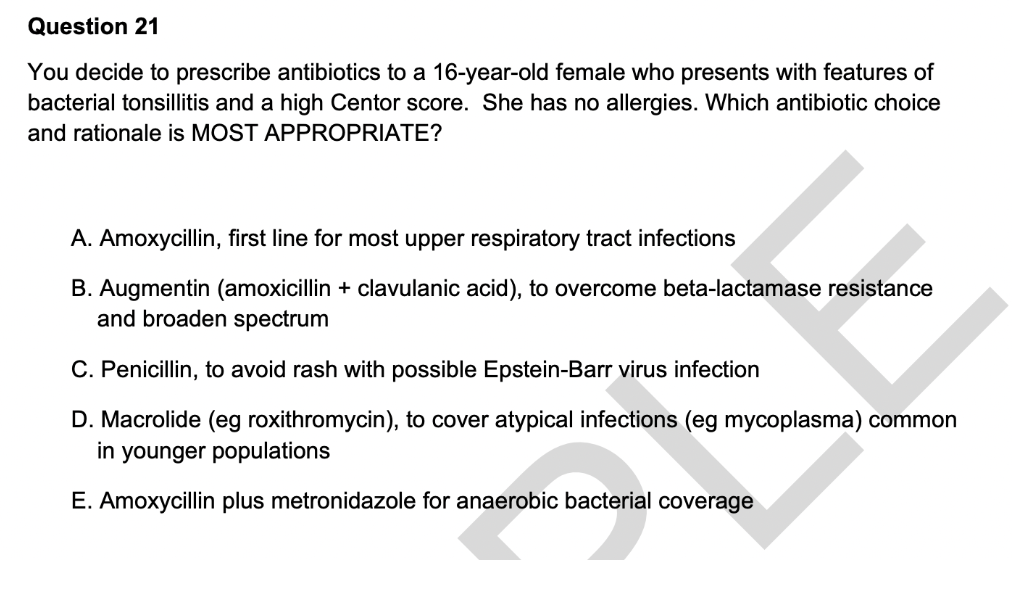 Question 21
You decide to prescribe antibiotics to a 16-year-old female who presents with features of
bacterial tonsillitis and a high Centor score.  She has no allergies. Which antibiotic choice
and rationale is MOST APPROPRIATE?
A. Amoxycillin, first line for most upper respiratory tract infections
B. Augmentin (amoxicillin + clavulanic acid), to overcome beta-lactamase resistance
and broaden spectrum
C. Penicillin, to avoid rash with possible Epstein-Barr virus infection
D. Macrolide (eg roxithromycin), to cover atypical infections (eg mycoplasma) common
in younger populations
E. Amoxycillin plus metronidazole for anaerobic bacterial coverage
PLE